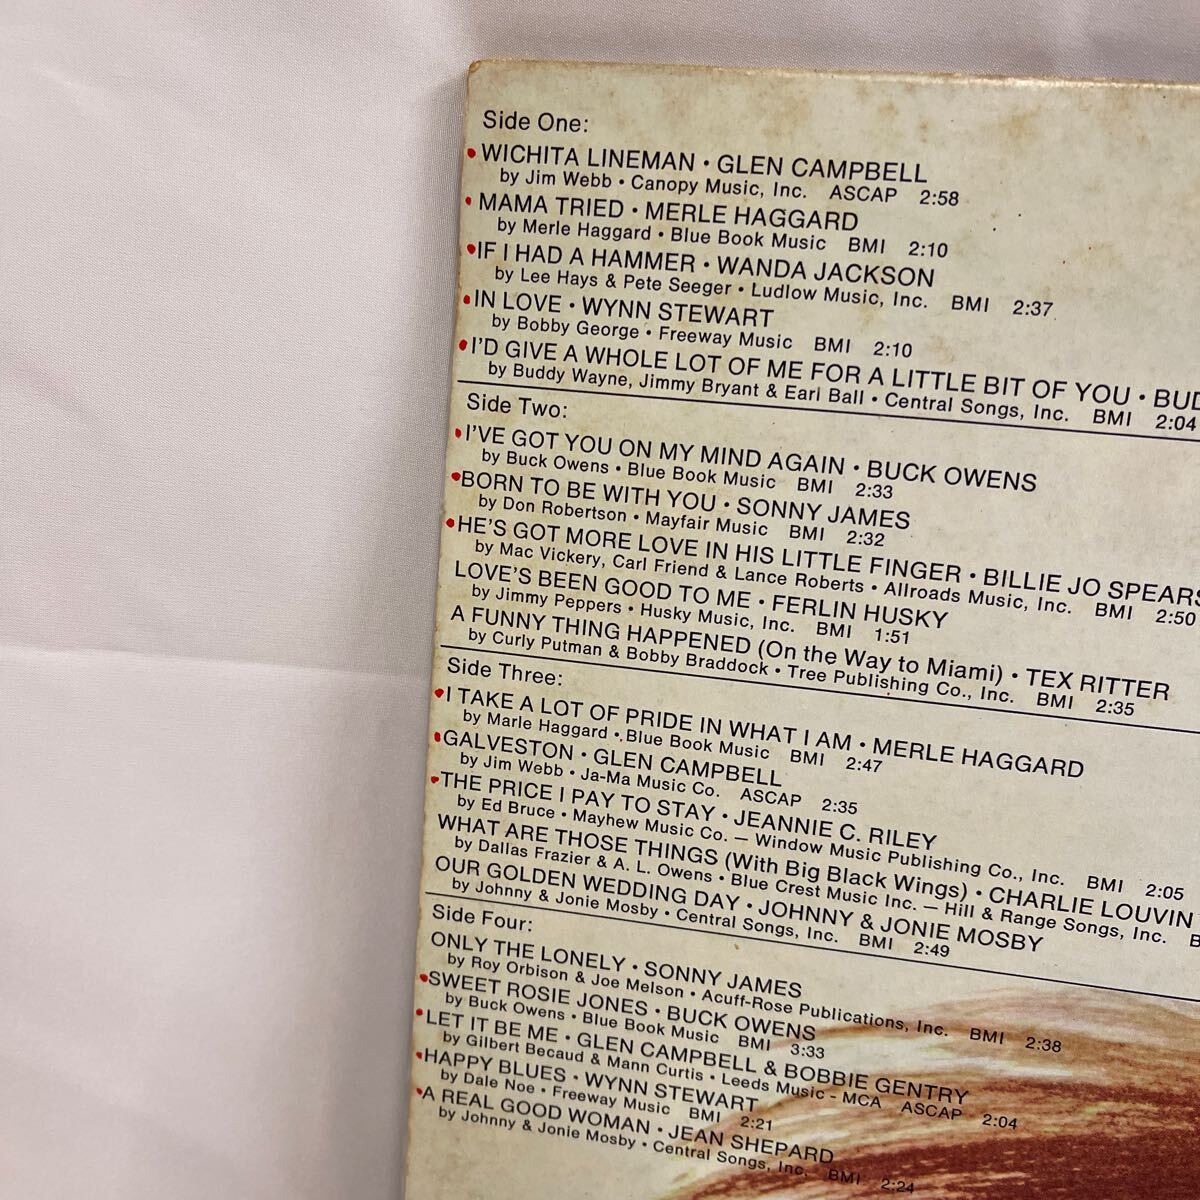 Side One:
• WICHITA LINEMAN • GLEN CAMPBELL
by Jim Webb • Canopy Music, Inc. ASCAP 2:58
• MAMA TRIED • MERLE HAGGARD
by Merle Haggard • Blue Book Music BMI 2:10
• IF I HAD A HAMMER • WANDA JACKSON
by Lee Hays & Pete Seeger • Ludlow Music, Inc. BMI 2:37
• IN LOVE • WYNN STEWART
by Bobby George • Freeway Music BMI 2:10
• I'D GIVE A WHOLE LOT OF ME FOR A LITTLE BIT OF YOU • BUD
by Buddy Wayne, Jimmy Bryant & Earl Ball • Central Songs, Inc. BMI 2:04
Side Two:
• I'VE GOT YOU ON MY MIND AGAIN • BUCK OWENS
by Buck Owens • Blue Book Music BMI 2:33
• BORN TO BE WITH YOU • SONNY JAMES
by Don Robertson • Mayfair Music BMI 2:32
• HE'S GOT MORE LOVE IN HIS LITTLE FINGER • BILLIE JO SPEARS
by Mac Vickery, Carl Friend & Lance Roberts • Allroads Music, Inc. BMI 2:50
LOVE'S BEEN GOOD TO ME • FERLIN HUSKY
by Jimmy Peppers • Husky Music, Inc. BMI 1:51
A FUNNY THING HAPPENED (On the Way to Miami) • TEX RITTER
by Curly Putman & Bobby Braddock • Tree Publishing Co., Inc. BMI 2:35
Side Three:
• I TAKE A LOT OF PRIDE IN WHAT I AM • MERLE HAGGARD
by Marle Haggard • Blue Book Music BMI 2:47
• GALVESTON • GLEN CAMPBELL
by Jim Webb • Ja-Ma Music Co. ASCAP 2:35
• THE PRICE I PAY TO STAY • JEANNIE C. RILEY
by Ed Bruce • Mayhew Music Co. — Window Music Publishing Co., Inc. BMI 2:05
WHAT ARE THOSE THINGS (With Big Black Wings) • CHARLIE LOUVIN
by Dallas Frazier & A. L. Owens • Blue Crest Music Inc. — Hill & Range Songs, Inc. B
OUR GOLDEN WEDDING DAY • JOHNNY & JONIE MOSBY
by Johnny & Jonie Mosby • Central Songs, Inc. BMI 2:49
Side Four:
ONLY THE LONELY • SONNY JAMES
by Roy Orbison & Joe Melson • Acuff-Rose Publications, Inc. BMI 2:38
• SWEET ROSIE JONES • BUCK OWENS
by Buck Owens • Blue Book Music BMI 3:33
• LET IT BE ME • GLEN CAMPBELL & BOBBIE GENTRY
by Gilbert Becaud & Mann Curtis • Leeds Music - MCA ASCAP 2:04
• HAPPY BLUES • WYNN STEWART
by Dale Noe • Freeway Music BMI 2:21
• A REAL GOOD WOMAN • JEAN SHEPARD
by Johnny & Jonie Mosby • Central Songs, Inc. BMI 2:24